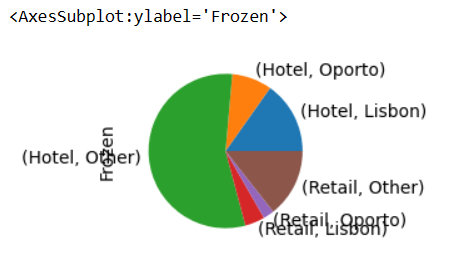 <AxesSubplot:ylabel='Frozen'>
(Hotel, Oporto)
(Hotel, Lisbon)
Frozen
(Hotel, Other)
(Retail, Other)
(Retail, Oporto)
(Retail, Lisbon)